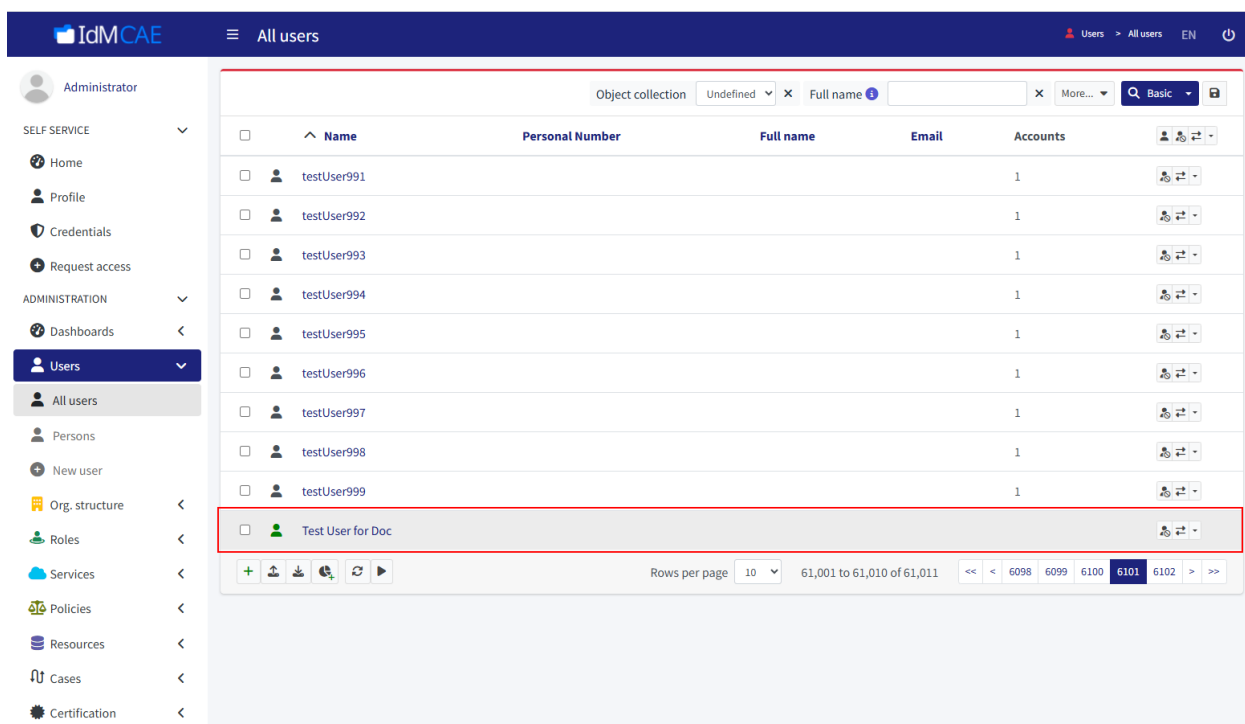 IdMCAE
All users
Users > All users EN
Administrator
SELF SERVICE
Home
Profile
Credentials
Request access
ADMINISTRATION
Dashboards
Users
All users
Persons
New user
Org. structure
Roles
Services
Policies
Resources
Cases
Certification
Object collection Undefined Full name More... Basic
Name Personal Number Full name Email Accounts
testUser991 1
testUser992 1
testUser993 1
testUser994 1
testUser995 1
testUser996 1
testUser997 1
testUser998 1
testUser999 1
Test User for Doc
Rows per page 10 61,001 to 61,010 of 61,011 << < 6098 6099 6100 6101 6102 > >>